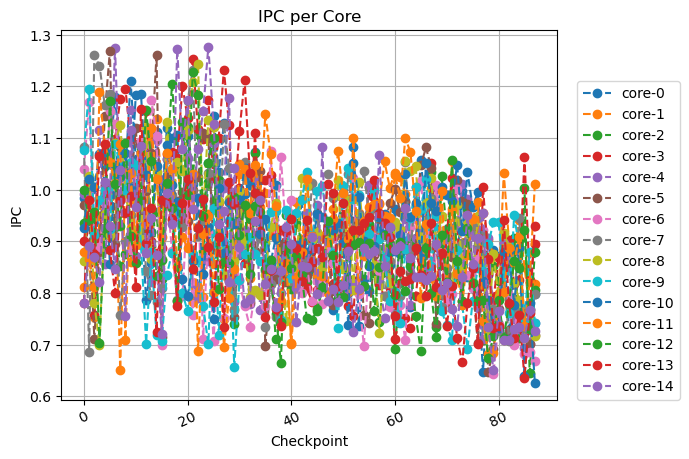 IPC per Core
1.3
1.2
1.1
1.0
0.9
0.8
0.7
0.6
IPC
0
20
40
60
80
Checkpoint
core-0
core-1
core-2
core-3
core-4
core-5
core-6
core-7
core-8
core-9
core-10
core-11
core-12
core-13
core-14